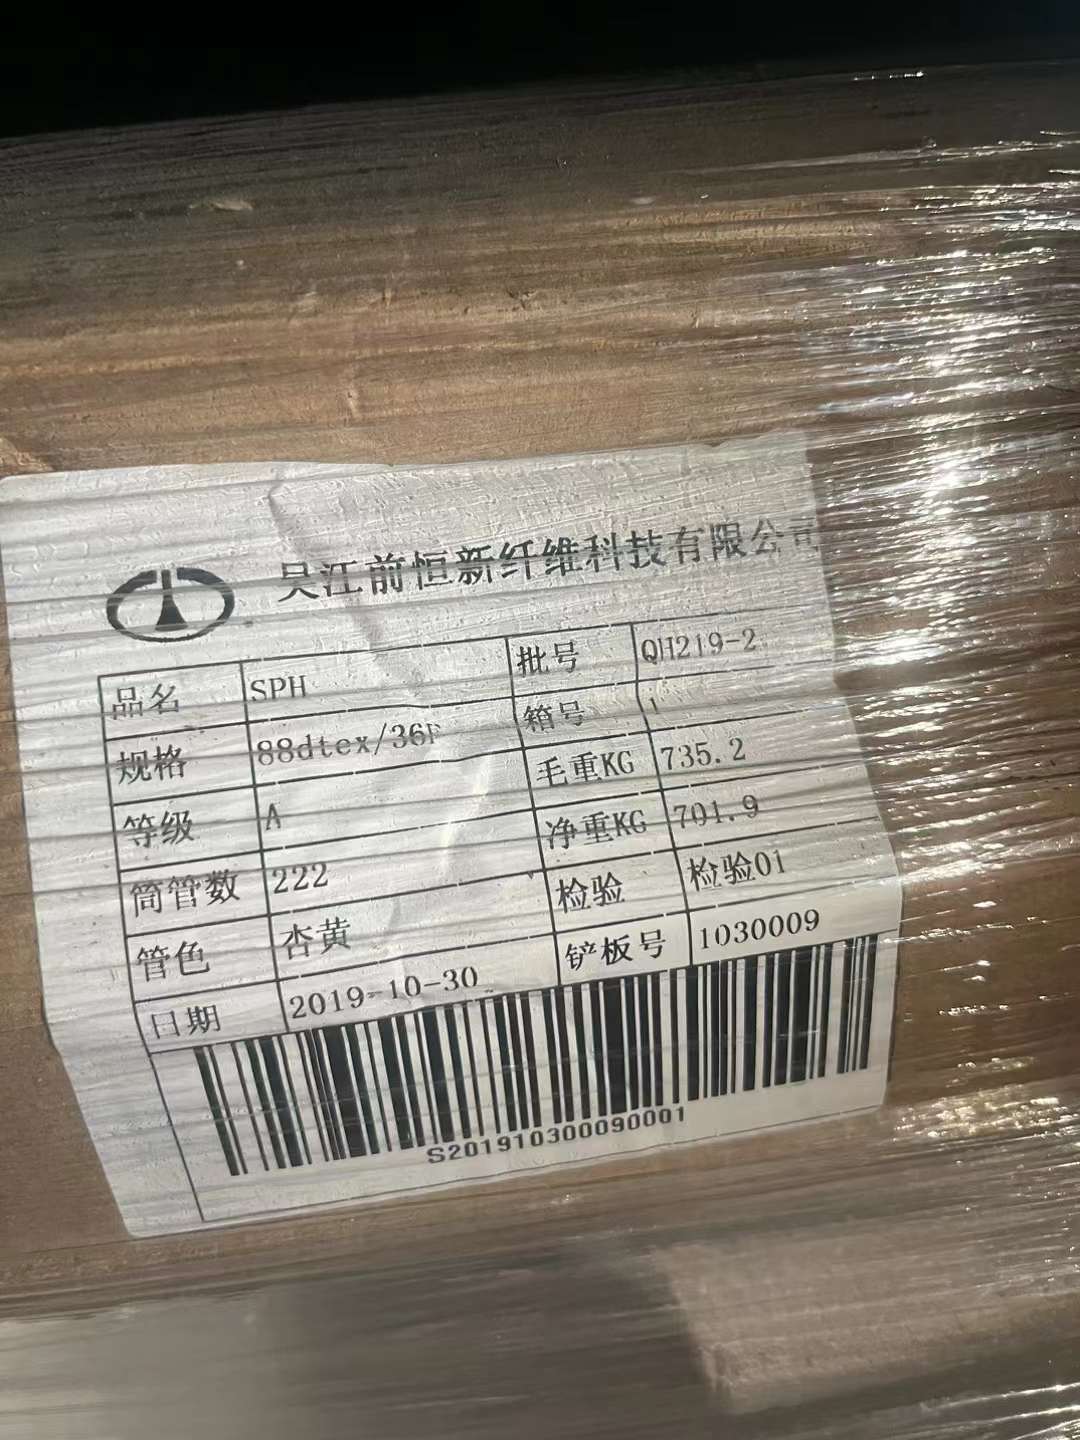 吴江前恒新纤维科技有限公司
品名 SPH 批号 QH219-2
规格 88dtex/36F 箱号 1
等级 A 毛重KG 735.2
筒管数 222 净重KG 701.9
管色 杏黄 检验 检验01
日期 2019-10-30 铲板号 1030009
S201910300090001